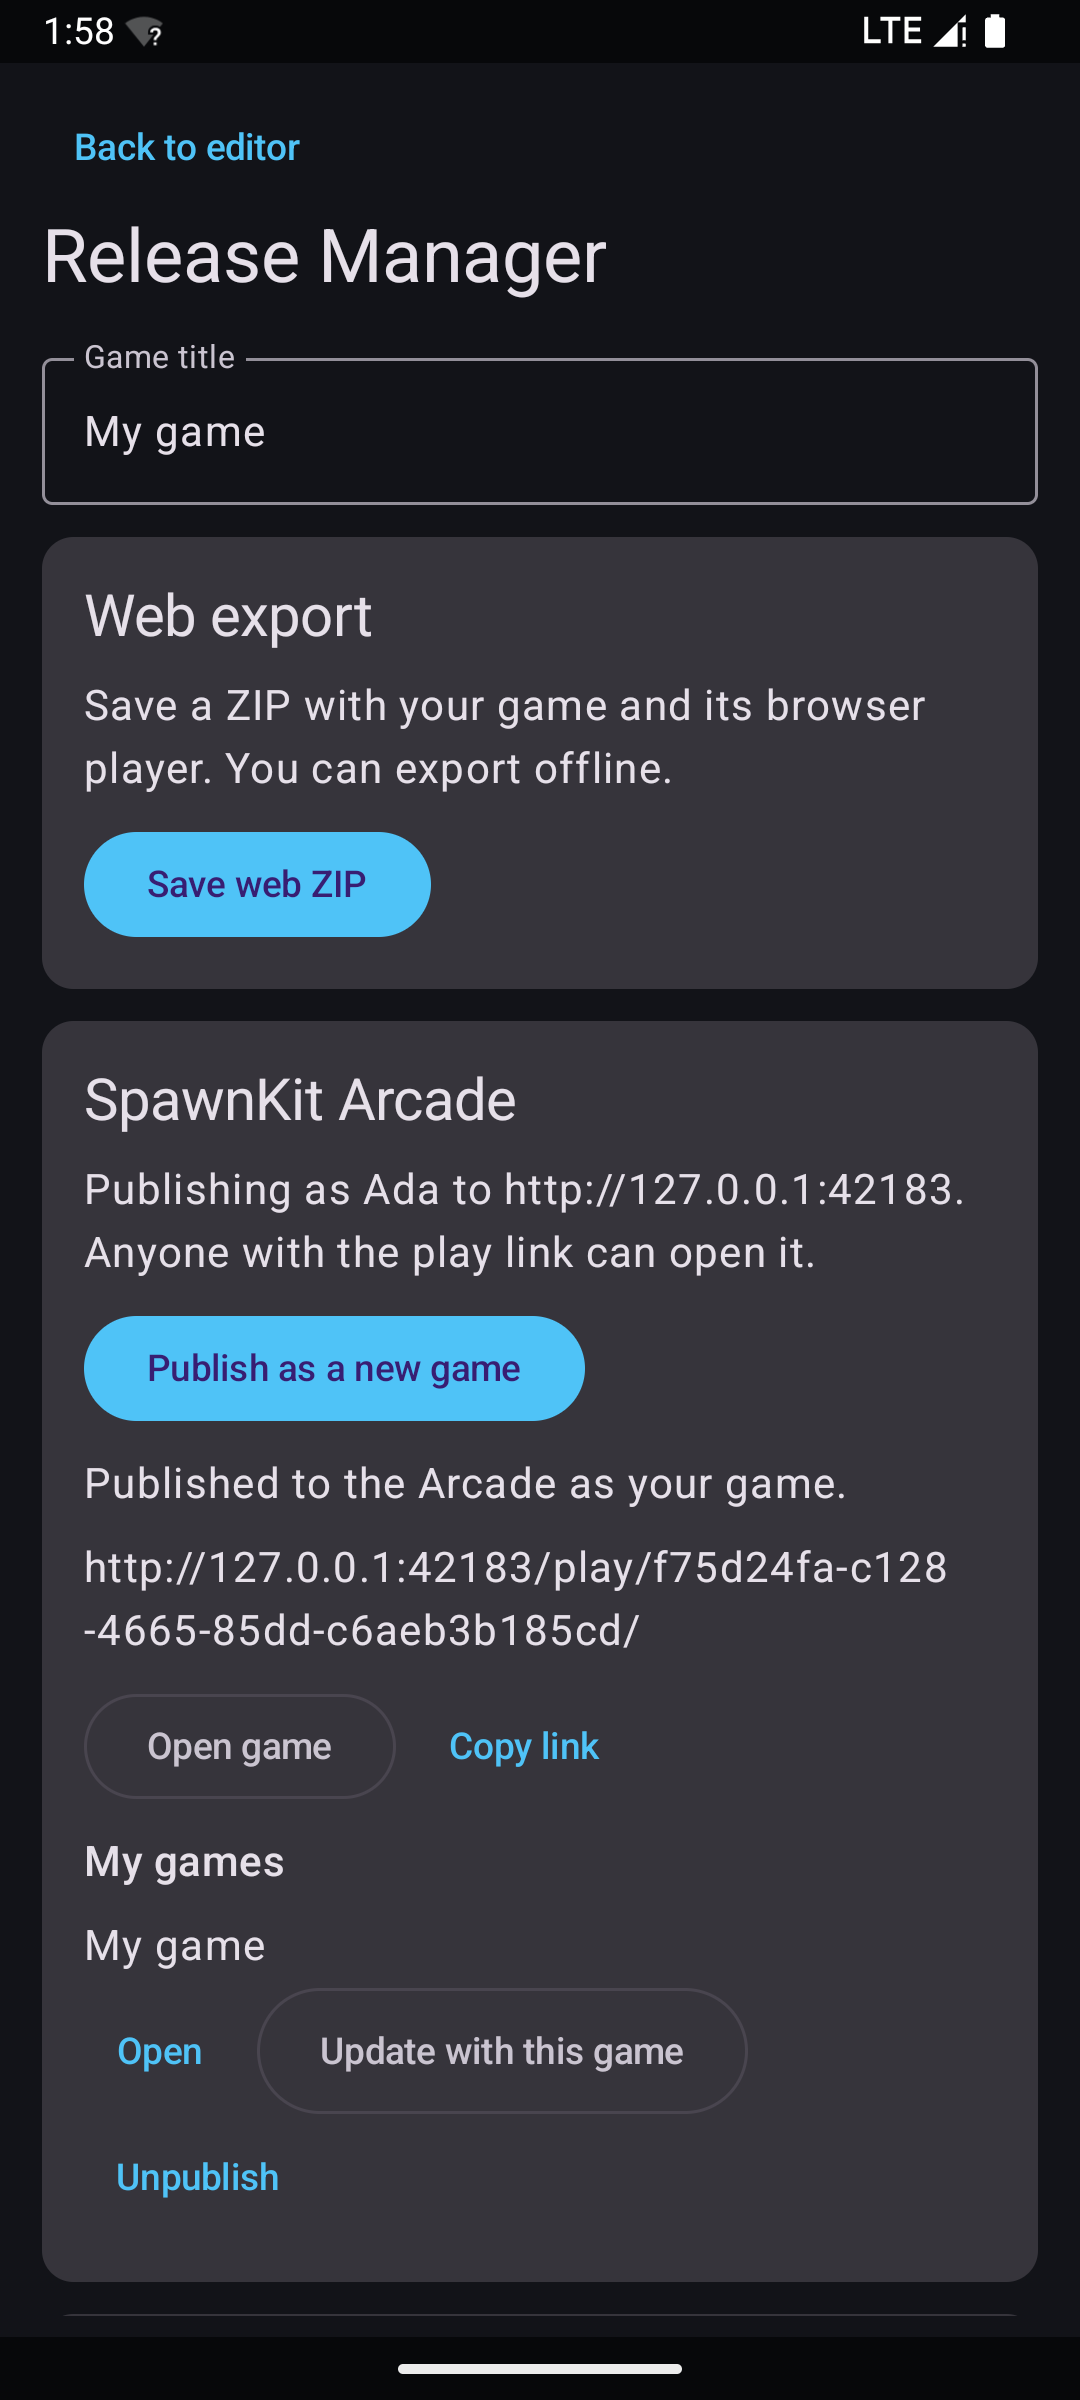 1:58
LTE
Back to editor
Release Manager
Game title
My game
Web export
Save a ZIP with your game and its browser
player. You can export offline.
Save web ZIP
SpawnKit Arcade
Publishing as Ada to http://127.0.0.1:42183.
Anyone with the play link can open it.
Publish as a new game
Published to the Arcade as your game.
http://127.0.0.1:42183/play/f75d24fa-c128
-4665-85dd-c6aeb3b185cd/
Open game
Copy link
My games
My game
Open
Update with this game
Unpublish